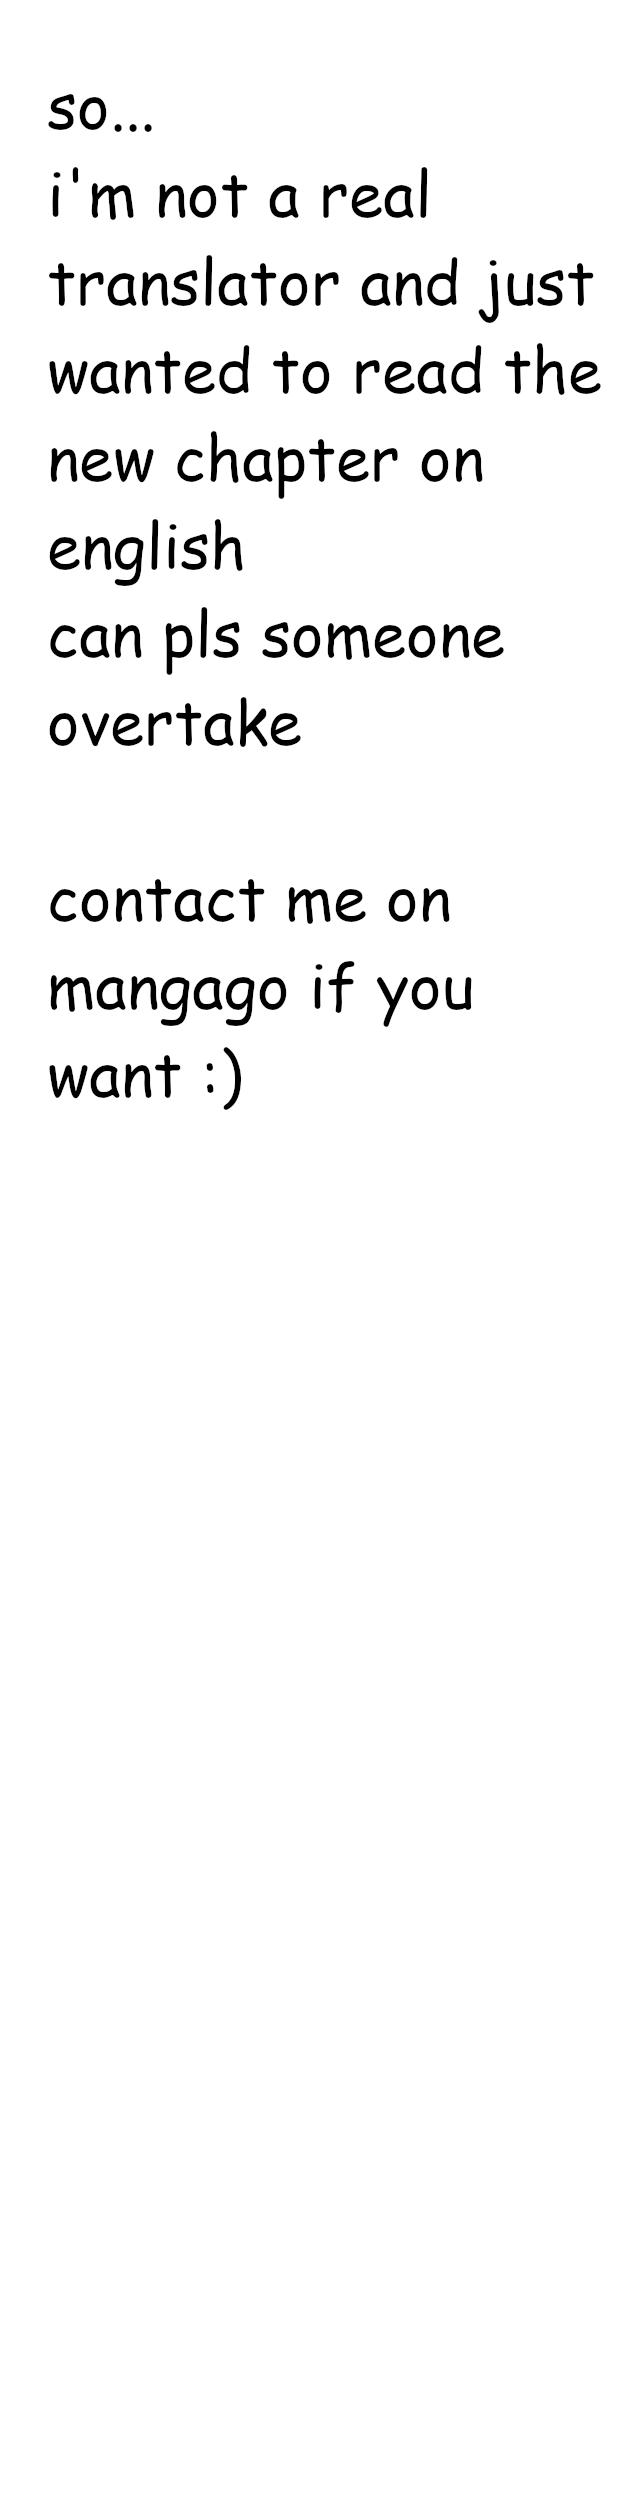 so...
i'm not a real
translator and just
wanted to read the
new chapter on
english
can pls someone
overtake
contact me on
mangago if you
want :)